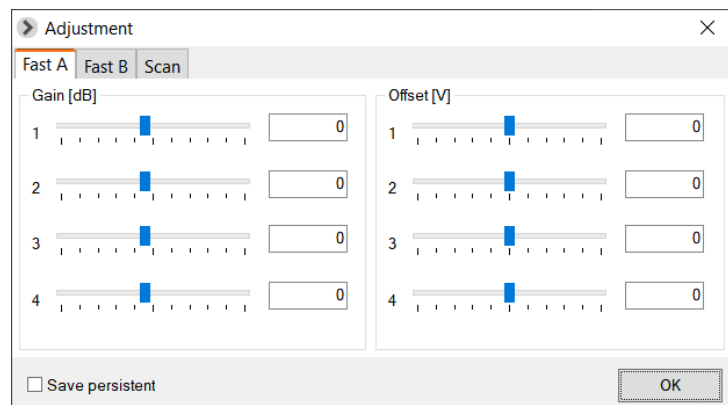 Adjustment
Fast A Fast B Scan
Gain [dB]
1 0
2 0
3 0
4 0
Offset [V]
1 0
2 0
3 0
4 0
Save persistent
OK